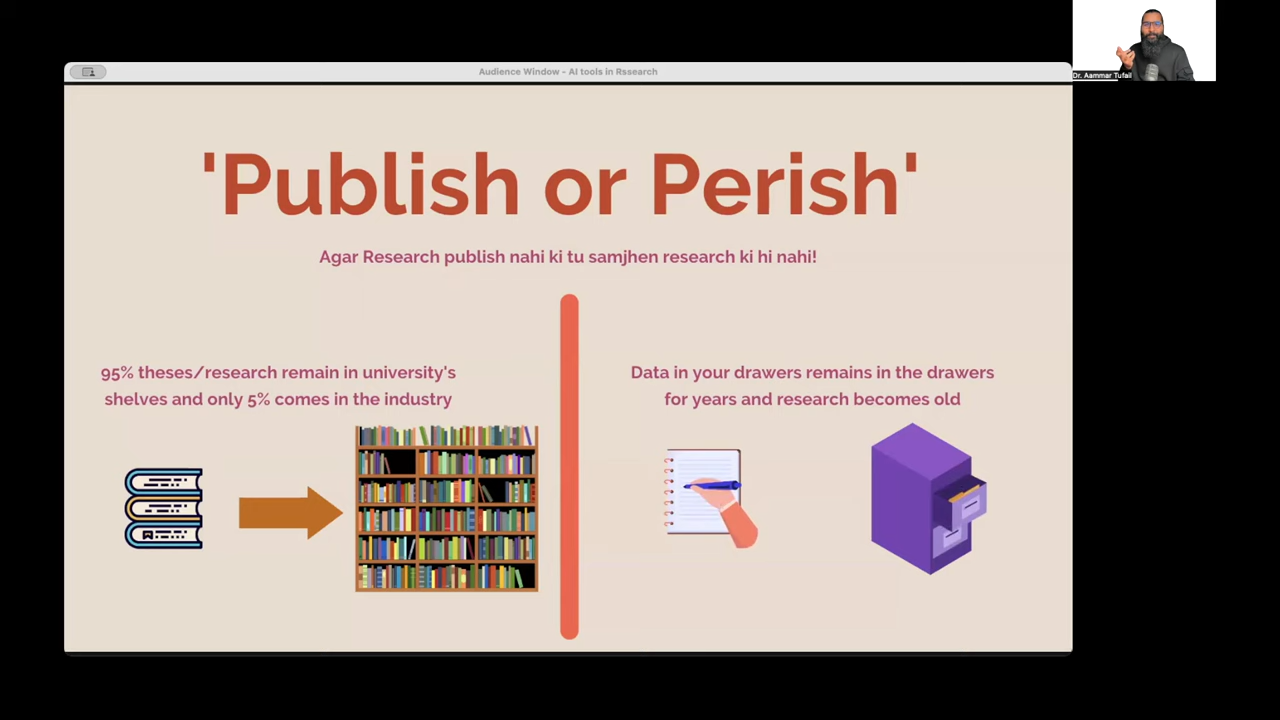 Audience Window - AI tools in Rssearch
Dr. Aammar Tufail
'Publish or Perish'
Agar Research publish nahi ki tu samjhen research ki hi nahi!
95% theses/research remain in university's
shelves and only 5% comes in the industry
Data in your drawers remains in the drawers
for years and research becomes old